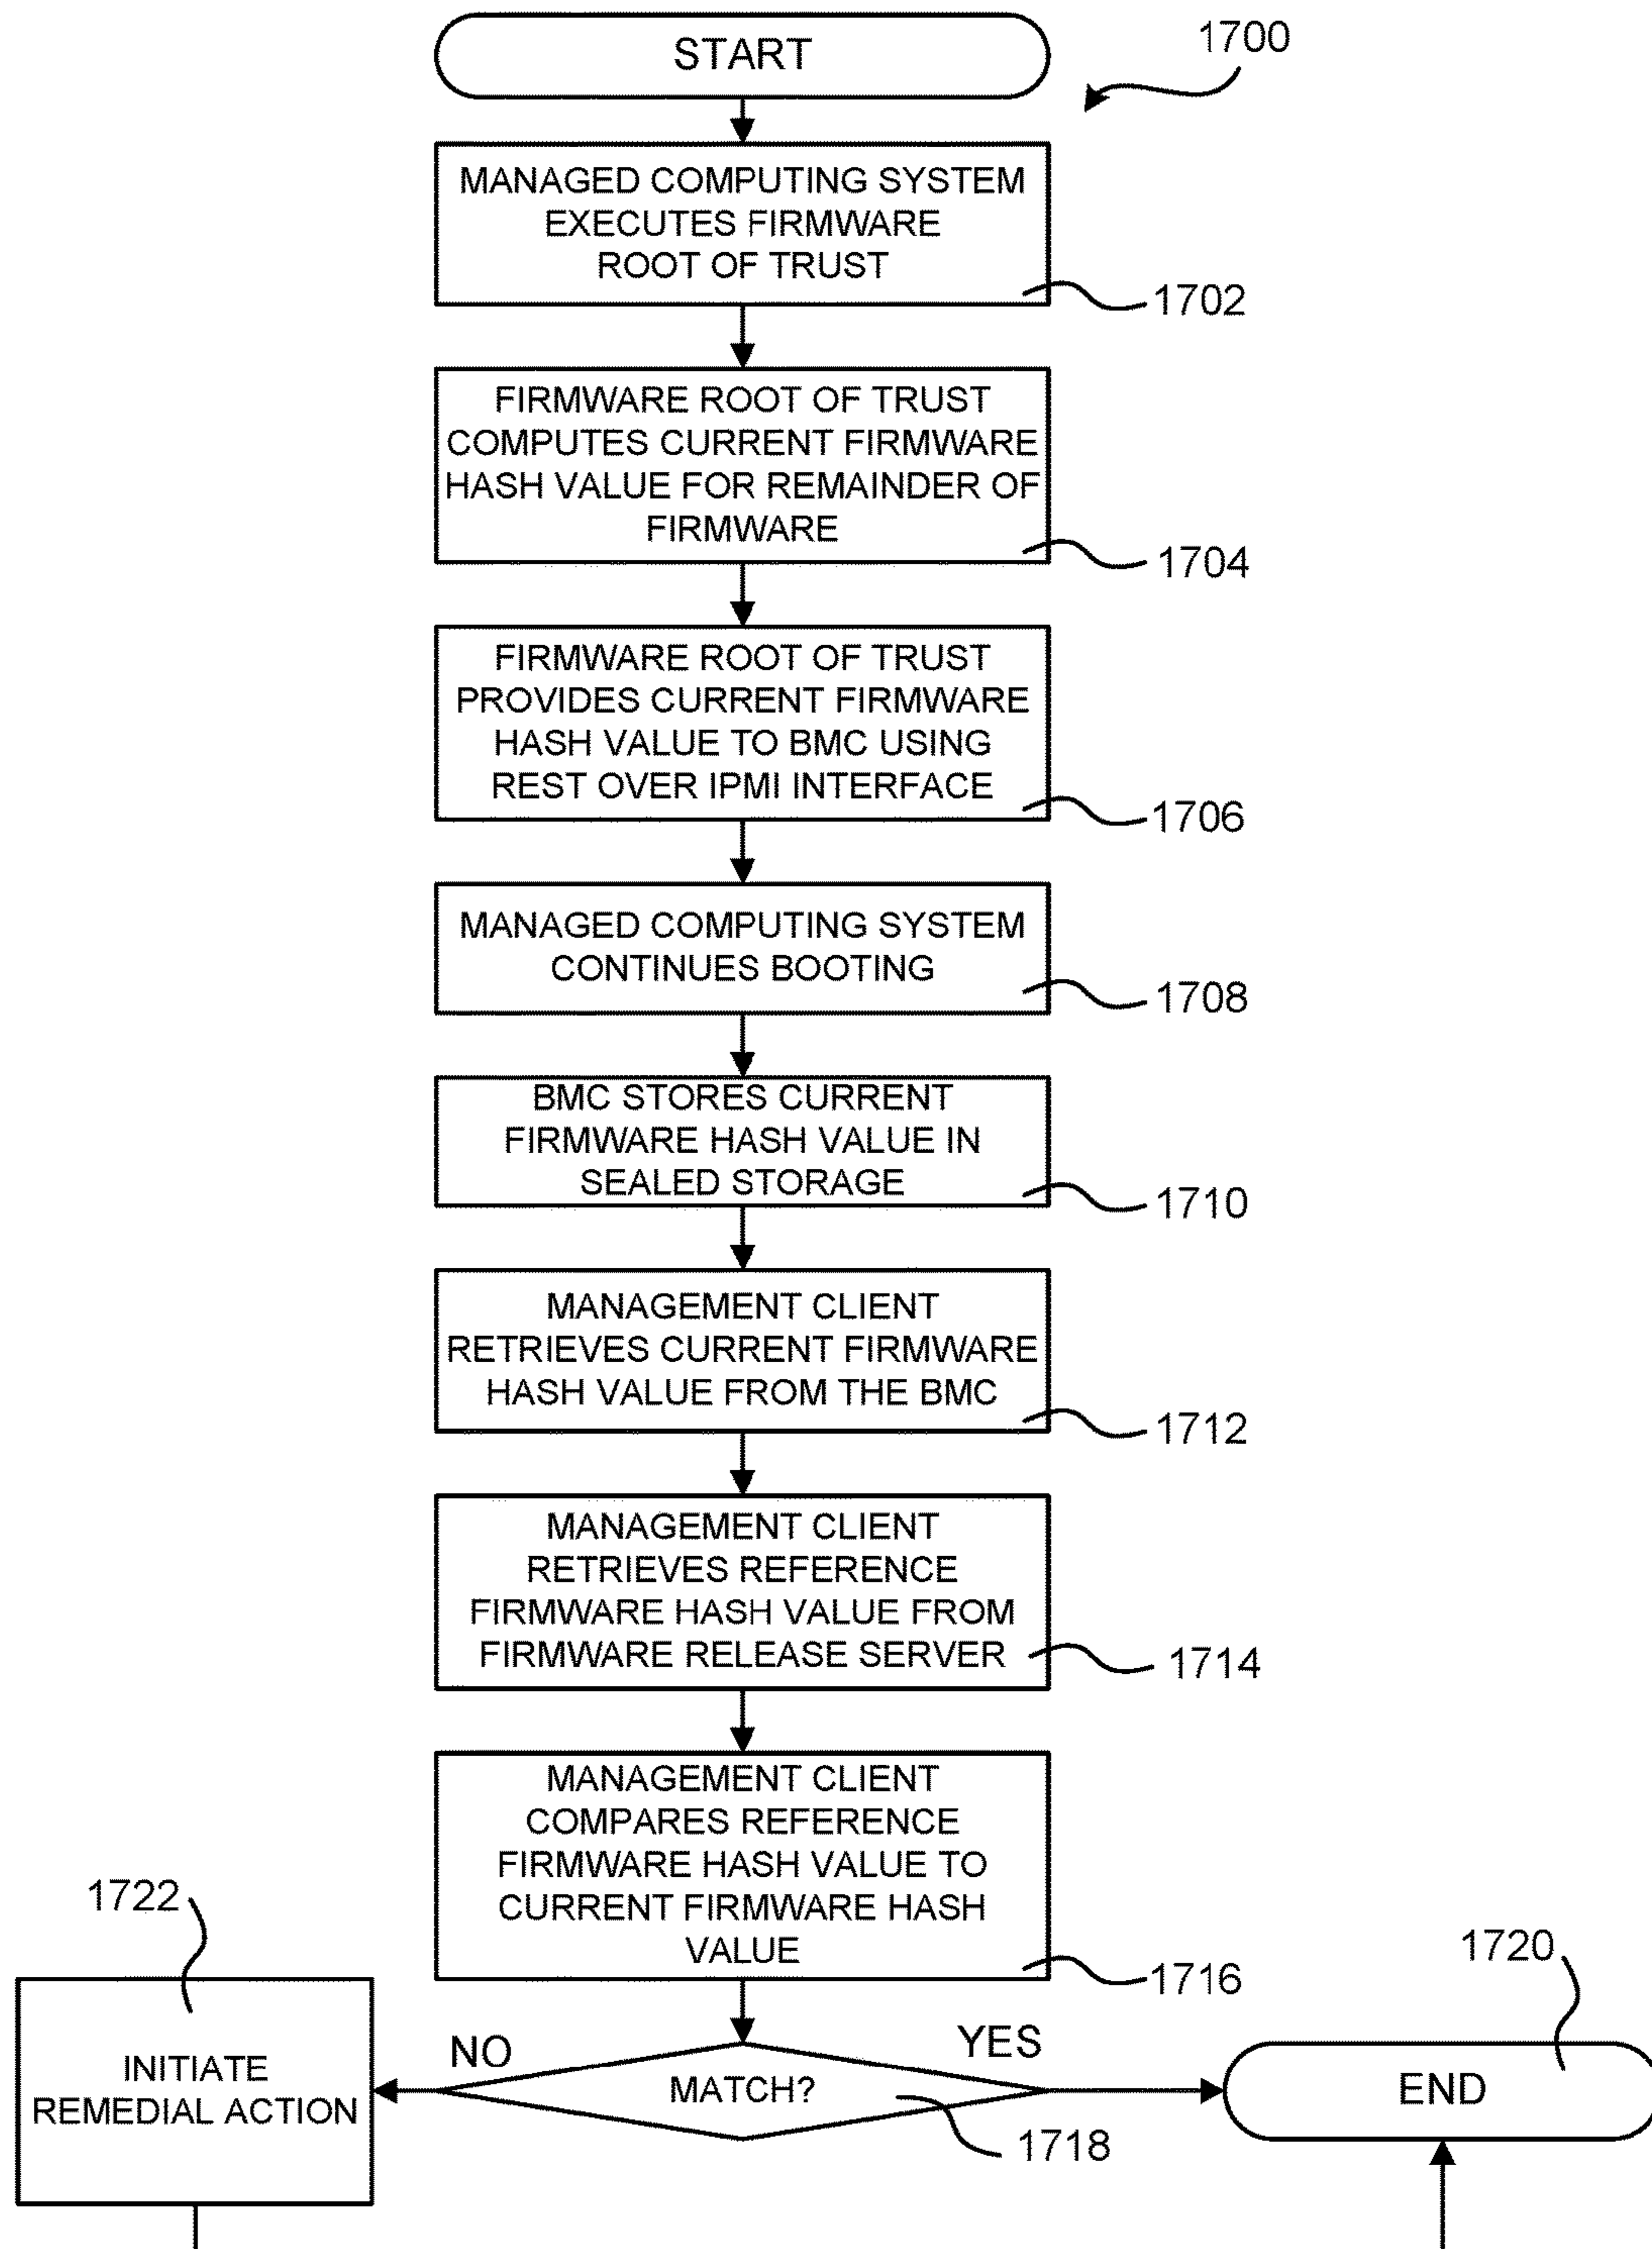 START
1700
MANAGED COMPUTING SYSTEM
EXECUTES FIRMWARE
ROOT OF TRUST
1702
FIRMWARE ROOT OF TRUST
COMPUTES CURRENT FIRMWARE
HASH VALUE FOR REMAINDER OF
FIRMWARE
1704
FIRMWARE ROOT OF TRUST
PROVIDES CURRENT FIRMWARE
HASH VALUE TO BMC USING
REST OVER IPMI INTERFACE
1706
MANAGED COMPUTING SYSTEM
CONTINUES BOOTING
1708
BMC STORES CURRENT
FIRMWARE HASH VALUE IN
SEALED STORAGE
1710
MANAGEMENT CLIENT
RETRIEVES CURRENT FIRMWARE
HASH VALUE FROM THE BMC
1712
MANAGEMENT CLIENT
RETRIEVES REFERENCE
FIRMWARE HASH VALUE FROM
FIRMWARE RELEASE SERVER
1714
MANAGEMENT CLIENT
COMPARES REFERENCE
FIRMWARE HASH VALUE TO
CURRENT FIRMWARE HASH
VALUE
1716
1722
INITIATE
REMEDIAL ACTION
NO
MATCH?
YES
1718
1720
END